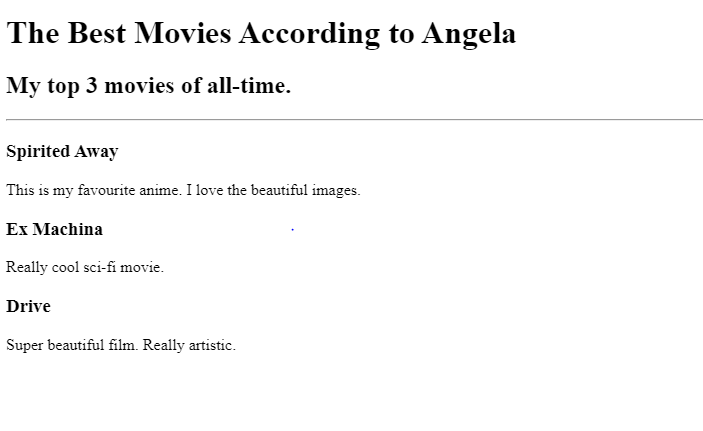 The Best Movies According to Angela
My top 3 movies of all-time.
Spirited Away
This is my favourite anime. I love the beautiful images.
Ex Machina
Really cool sci-fi movie.
Drive
Super beautiful film. Really artistic.